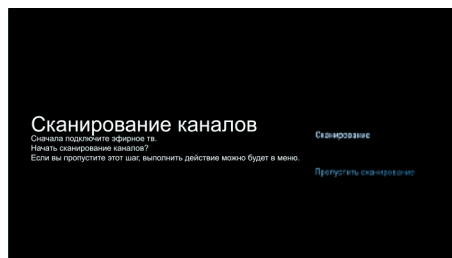 Сканирование каналов
Сначала подключите эфирное тв.
Начать сканирование каналов?
Если вы пропустите этот шаг, выполнить действие можно будет в меню.
Сканирование
Пропустить сканирование